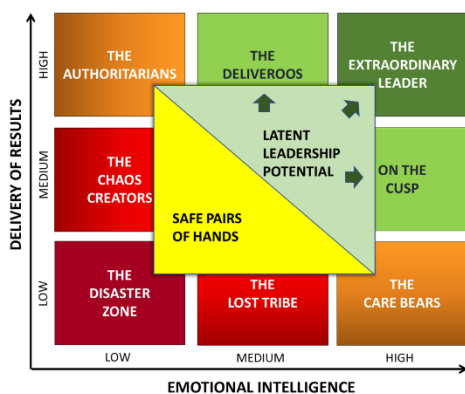 DELIVERY OF RESULTS
HIGH
MEDIUM
LOW
THE
AUTHORITARIANS
THE
DELIVEROOS
THE
EXTRAORDINARY
LEADER
THE
CHAOS
CREATORS
LATENT
LEADERSHIP
POTENTIAL
ON THE
CUSP
SAFE PAIRS
OF HANDS
THE
DISASTER
ZONE
THE
LOST TRIBE
THE
CARE BEARS
LOW
MEDIUM
HIGH
EMOTIONAL INTELLIGENCE